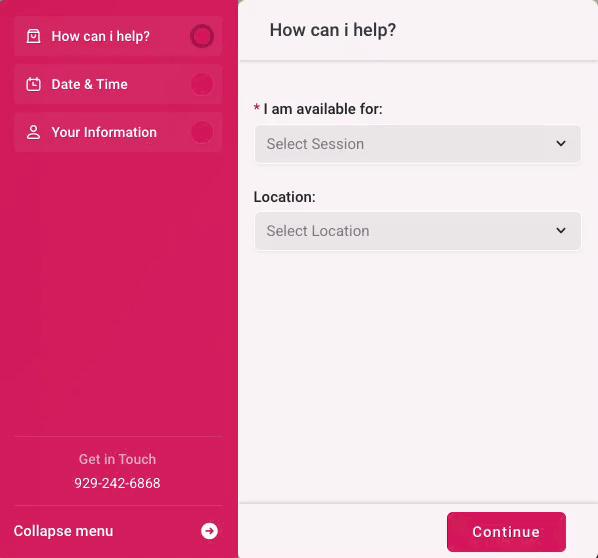 How can i help?
Date & Time
Your Information
Get in Touch
929-242-6868
Collapse menu
How can i help?
* I am available for:
Select Session
Location:
Select Location
Continue